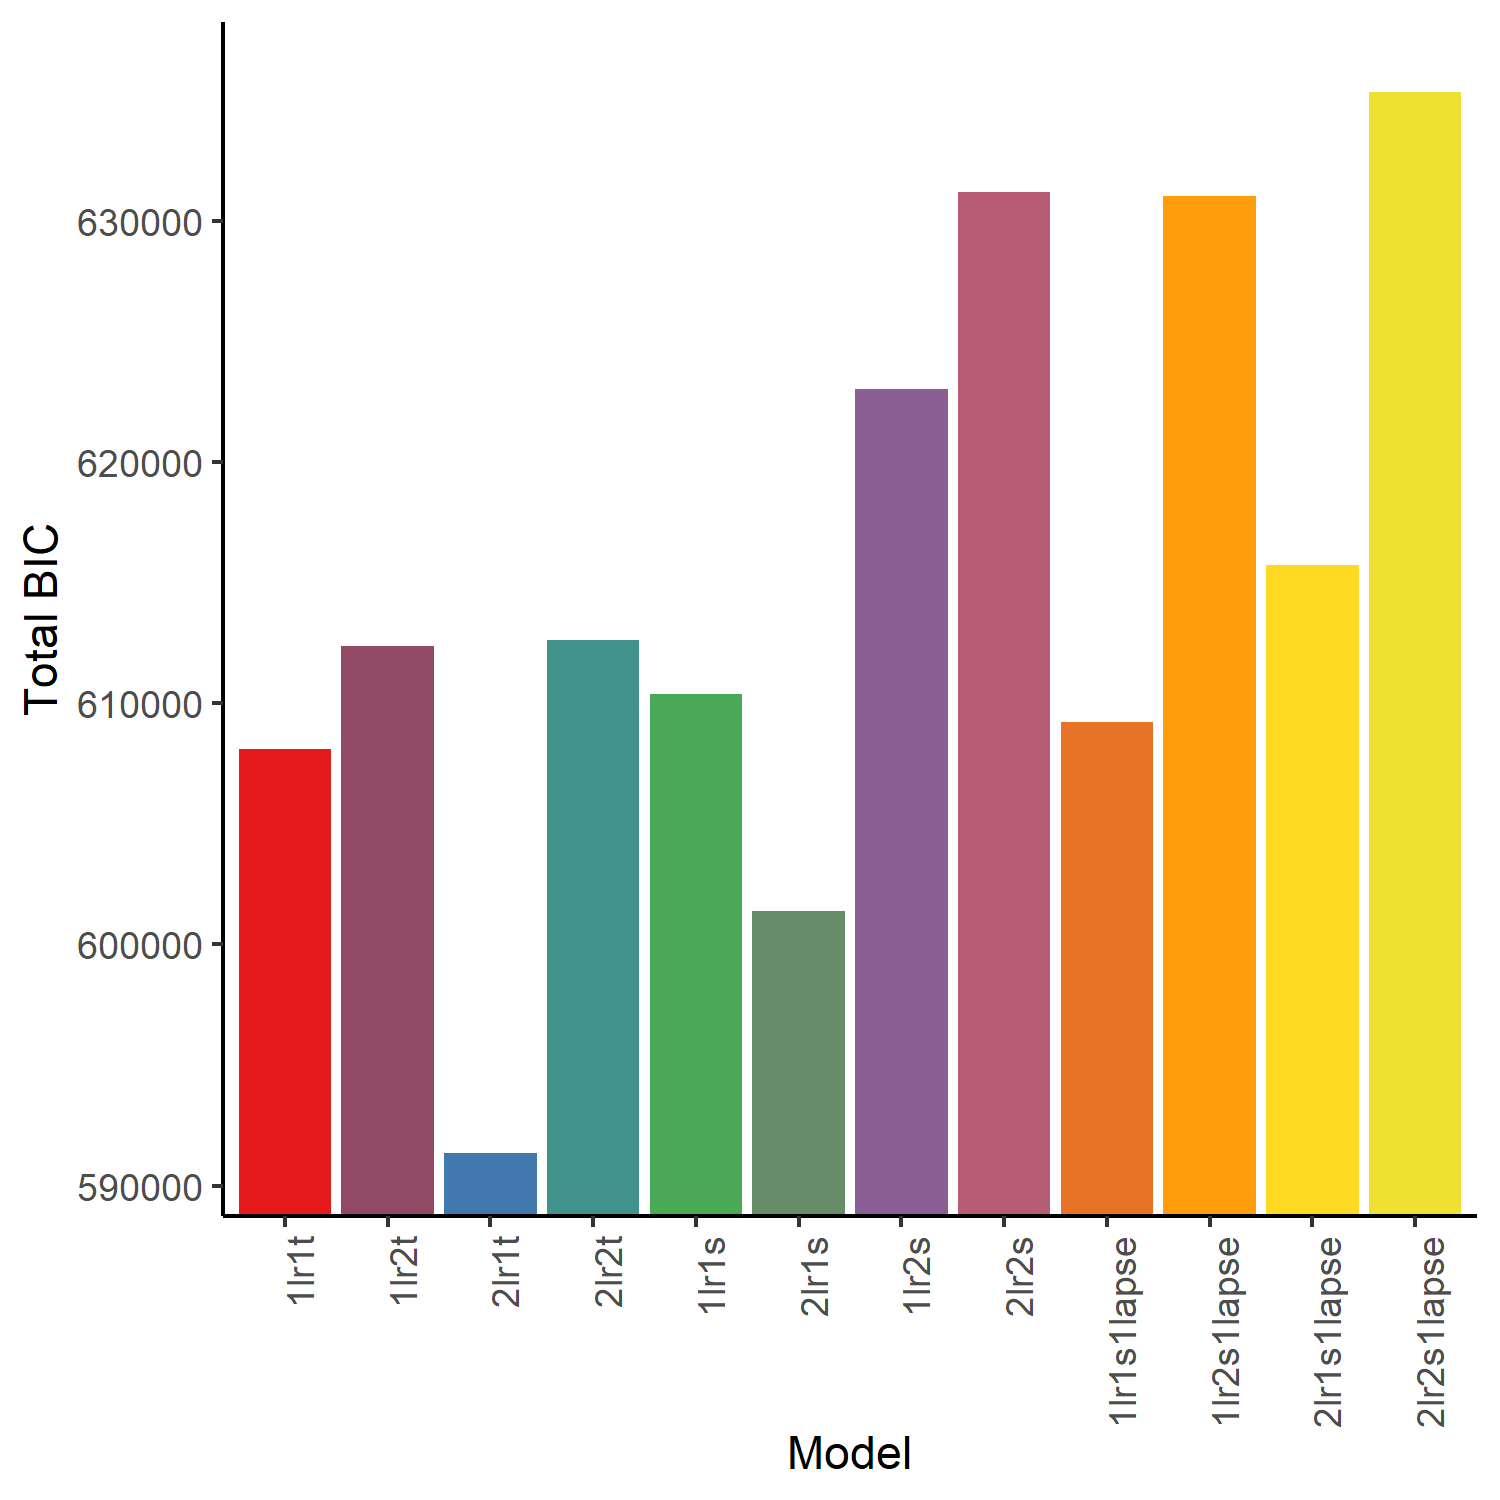 Total BIC
630000
620000
610000
600000
590000
1lr1t
1lr2t
2lr1t
2lr2t
1lr1s
2lr1s
1lr2s
2lr2s
1lr1s1lapse
1lr2s1lapse
2lr1s1lapse
2lr2s1lapse
Model